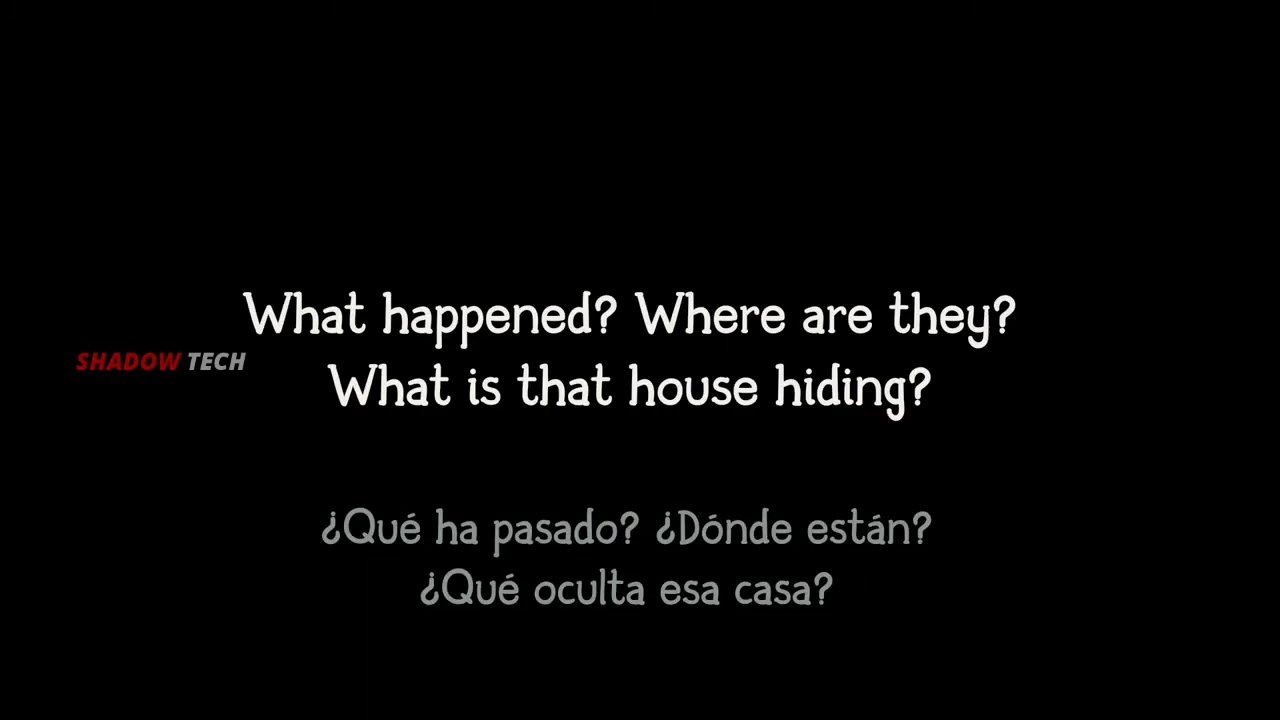 What happened? Where are they?
SHADOW TECH
What is that house hiding?
¿Qué ha pasado? ¿Dónde están?
¿Qué oculta esa casa?